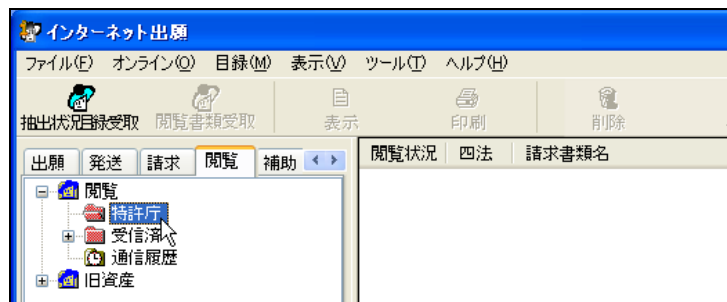 インターネット出願
ファイル(F) オンライン(O) 目録(M) 表示(V) ツール(T) ヘルプ(H)
抽出状況目録受取 閲覧書類受取 表示 印刷 削除
出願 発送 請求 閲覧 補助
閲覧状況 四法 請求書類名
閲覧
特許庁
受信済
通信履歴
旧資産